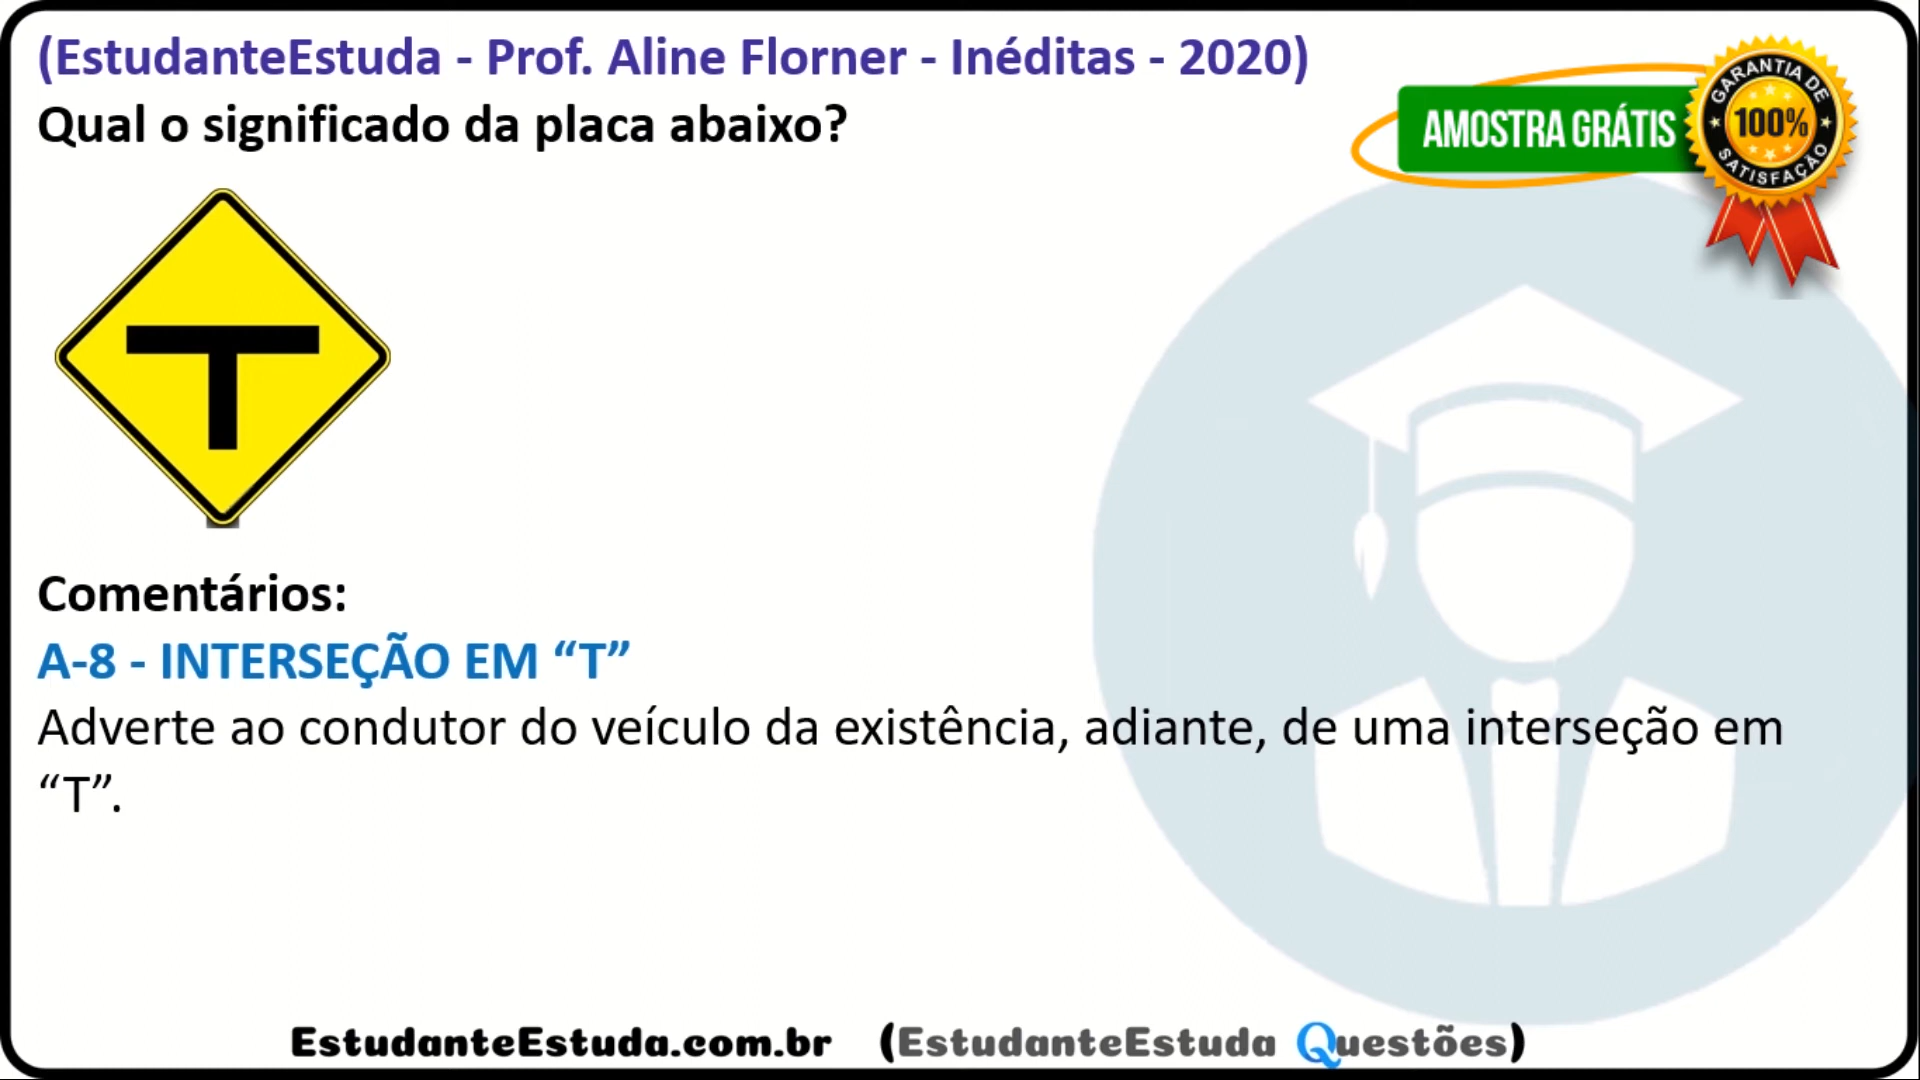 (EstudanteEstuda - Prof. Aline Florner - Inéditas - 2020)
Qual o significado da placa abaixo?
AMOSTRA GRÁTIS
GARANTIA DE
100%
SATISFAÇÃO
Comentários:
A-8 - INTERSEÇÃO EM “T”
Adverte ao condutor do veículo da existência, adiante, de uma interseção em
“T”.
EstudanteEstuda.com.br (EstudanteEstuda Questões)